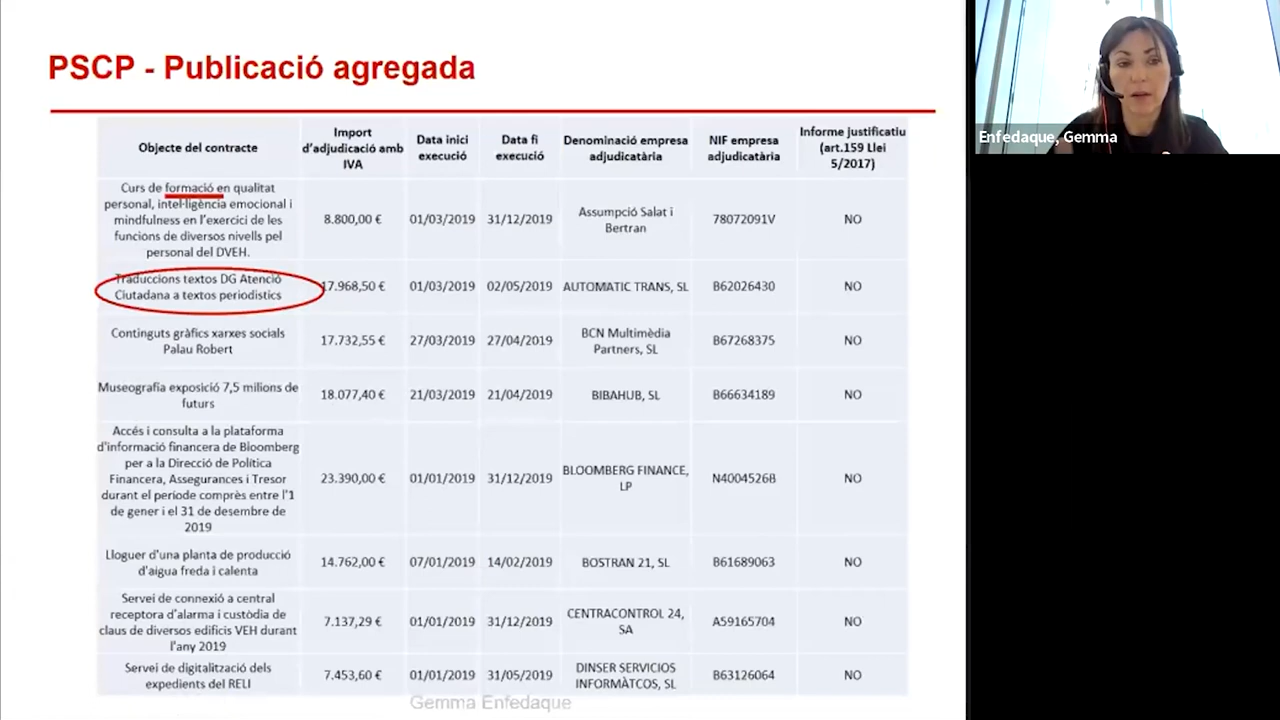 PSCP - Publicació agregada
Objecte del contracte
Import
d'adjudicació amb
IVA
Data inici
execució
Data fi
execució
Denominació empresa
adjudicatària
NIF empresa
adjudicatària
Informe justificatiu
(art.159 Llei
5/2017)
Curs de formació en qualitat
personal, intel·ligència emocional i
mindfulness en l'exercici de les
funcions de diversos nivells pel
personal del DVEH.
8.800,00 €
01/03/2019
31/12/2019
Assumpció Salat i
Bertran
78072091V
NO
Traduccions textos DG Atenció
Ciutadana a textos periodístics
17.968,50 €
01/03/2019
02/05/2019
AUTOMATIC TRANS, SL
B62026430
NO
Continguts gràfics xarxes socials
Palau Robert
17.732,55 €
27/03/2019
27/04/2019
BCN Multimèdia
Partners, SL
B67268375
NO
Museografia exposició 7,5 milions de
futurs
18.077,40 €
21/03/2019
21/04/2019
BIBAHUB, SL
B66634189
NO
Accés i consulta a la plataforma
d'informació financera de Bloomberg
per a la Direcció de Política
Financera, Assegurances i Tresor
durant el període comprès entre l'1
de gener i el 31 de desembre de
2019
23.390,00 €
01/01/2019
31/12/2019
BLOOMBERG FINANCE,
LP
N4004526B
NO
Lloguer d'una planta de producció
d'aigua freda i calenta
14.762,00 €
07/01/2019
14/02/2019
BOSTRAN 21, SL
B61689063
NO
Servei de connexió a central
receptora d'alarma i custòdia de
claus de diversos edificis VEH durant
l'any 2019
7.137,29 €
01/01/2019
31/12/2019
CENTRACONTROL 24,
SA
A59165704
NO
Servei de digitalització dels
expedients del RELI
7.453,60 €
01/01/2019
31/05/2019
DINSER SERVICIOS
INFORMÀTCOS, SL
B63126064
NO
Gemma Enfedaque
Enfedaque, Gemma